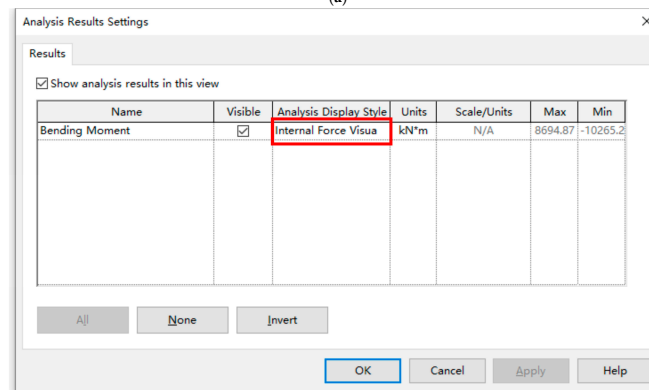 (a)
Analysis Results Settings
Results
Show analysis results in this view
Name Visible Analysis Display Style Units Scale/Units Max Min
Bending Moment Internal Force Visua kN*m N/A 8694.87 -10265.2
All None Invert
OK Cancel Apply Help